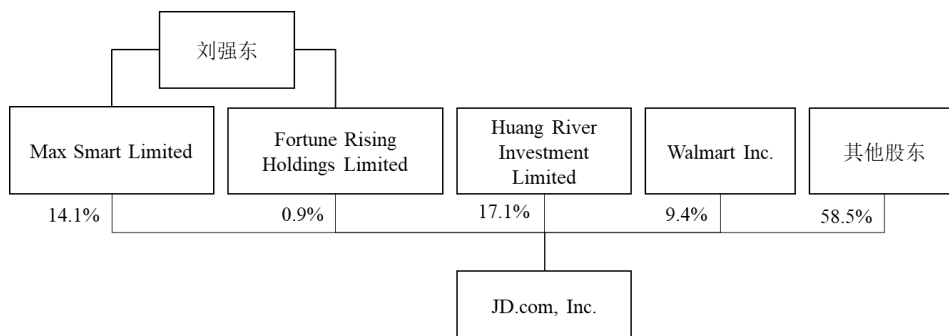 刘强东
Max Smart Limited
Fortune Rising
Holdings Limited
Huang River
Investment
Limited
Walmart Inc.
其他股东
14.1%
0.9%
17.1%
9.4%
58.5%
JD.com, Inc.